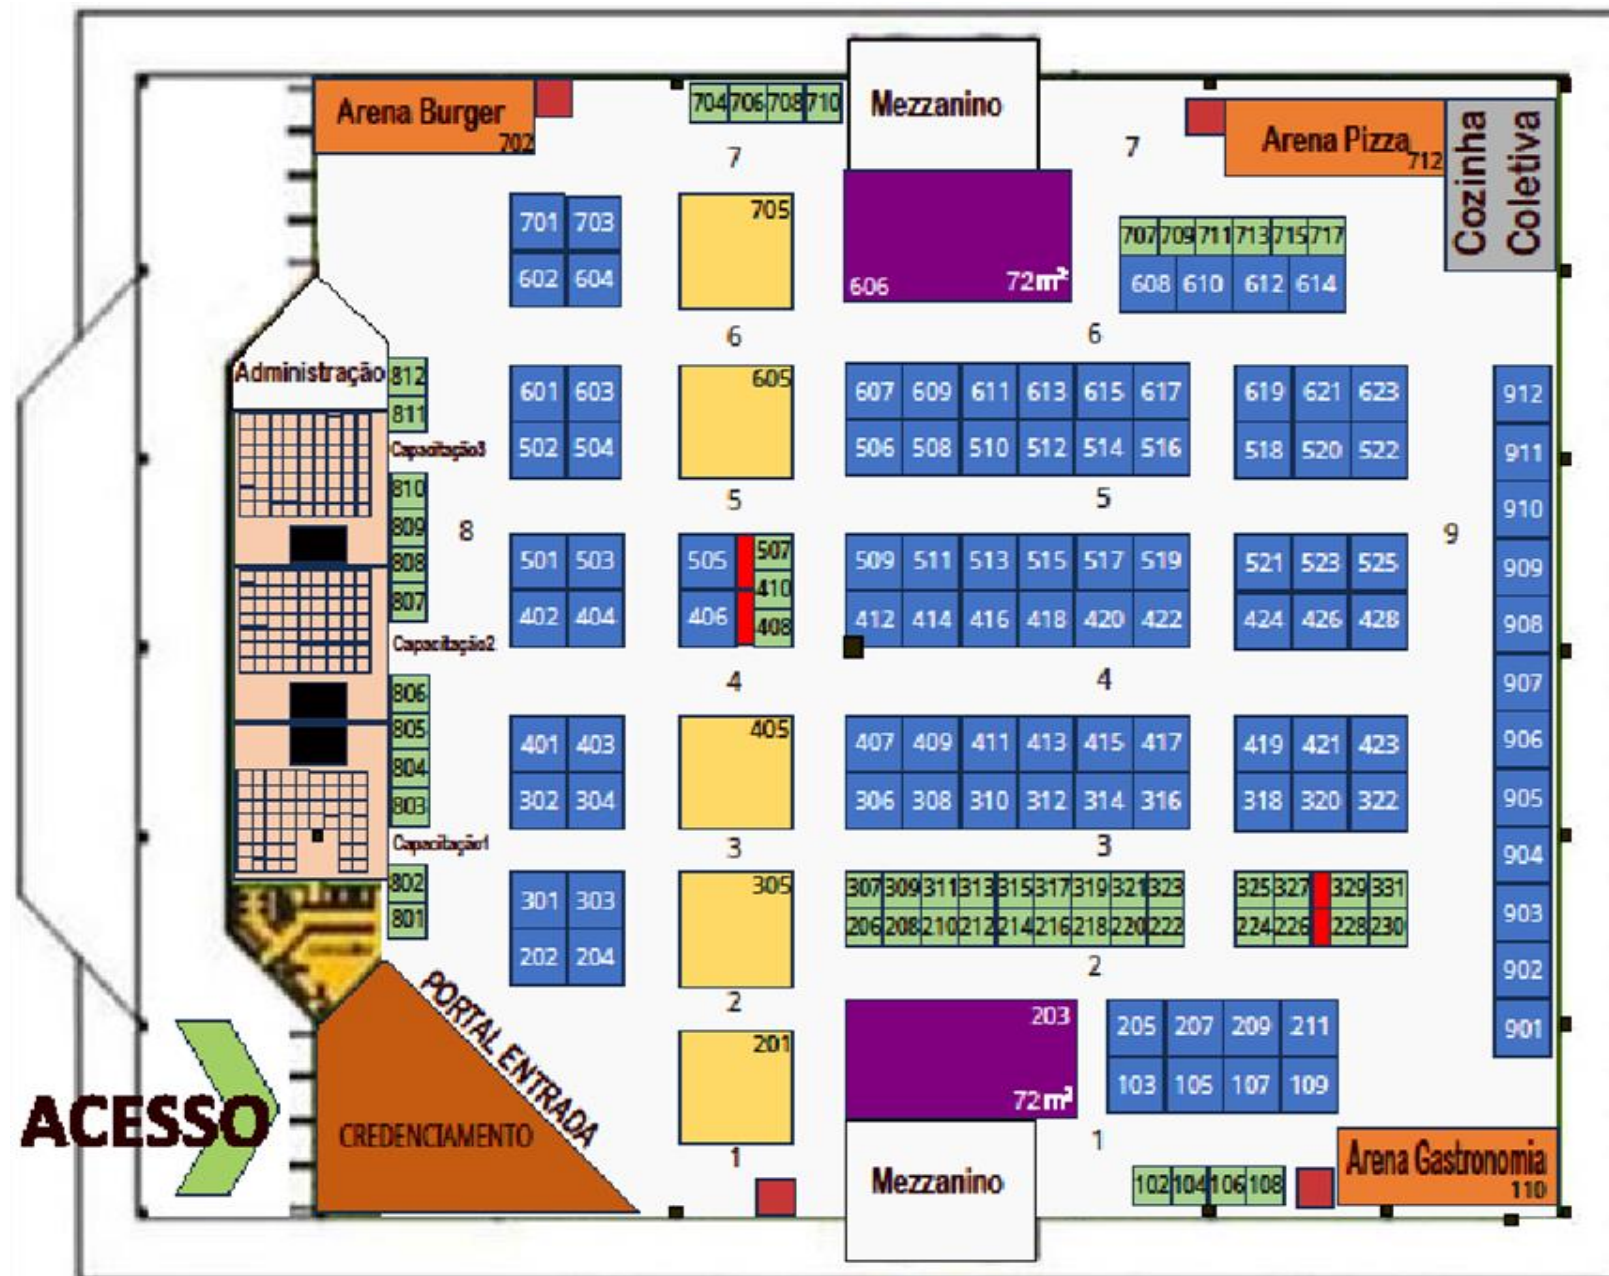 Mezzanino
Arena Burger
702
704 706 708 710
7
7
Arena Pizza
712
Cozinha
Coletiva
701 703
602 604
705
606
72m²
707 709 711 713 715 717
608 610 612 614
6
6
Administração
812
811
Capacitação3
810
809
808
807
Capacitação2
806
805
804
803
Capacitação1
802
801
8
601 603
502 504
605
607 609 611 613 615 617
506 508 510 512 514 516
619 621 623
518 520 522
5
5
501 503
402 404
505
406
507
410
408
509 511 513 515 517 519
412 414 416 418 420 422
521 523 525
424 426 428
9
4
4
401 403
302 304
405
407 409 411 413 415 417
306 308 310 312 314 316
419 421 423
318 320 322
3
3
301 303
202 204
305
307 309 311 313 315 317 319 321 323
206 208 210 212 214 216 218 220 222
325 327 329 331
224 226 228 230
2
2
912
911
910
909
908
907
906
905
904
903
902
901
PORTAL ENTRADA
ACESSO
CREDENCIAMENTO
201
203
72m²
205 207 209 211
103 105 107 109
1
1
Mezzanino
102 104 106 108
Arena Gastronomia
110